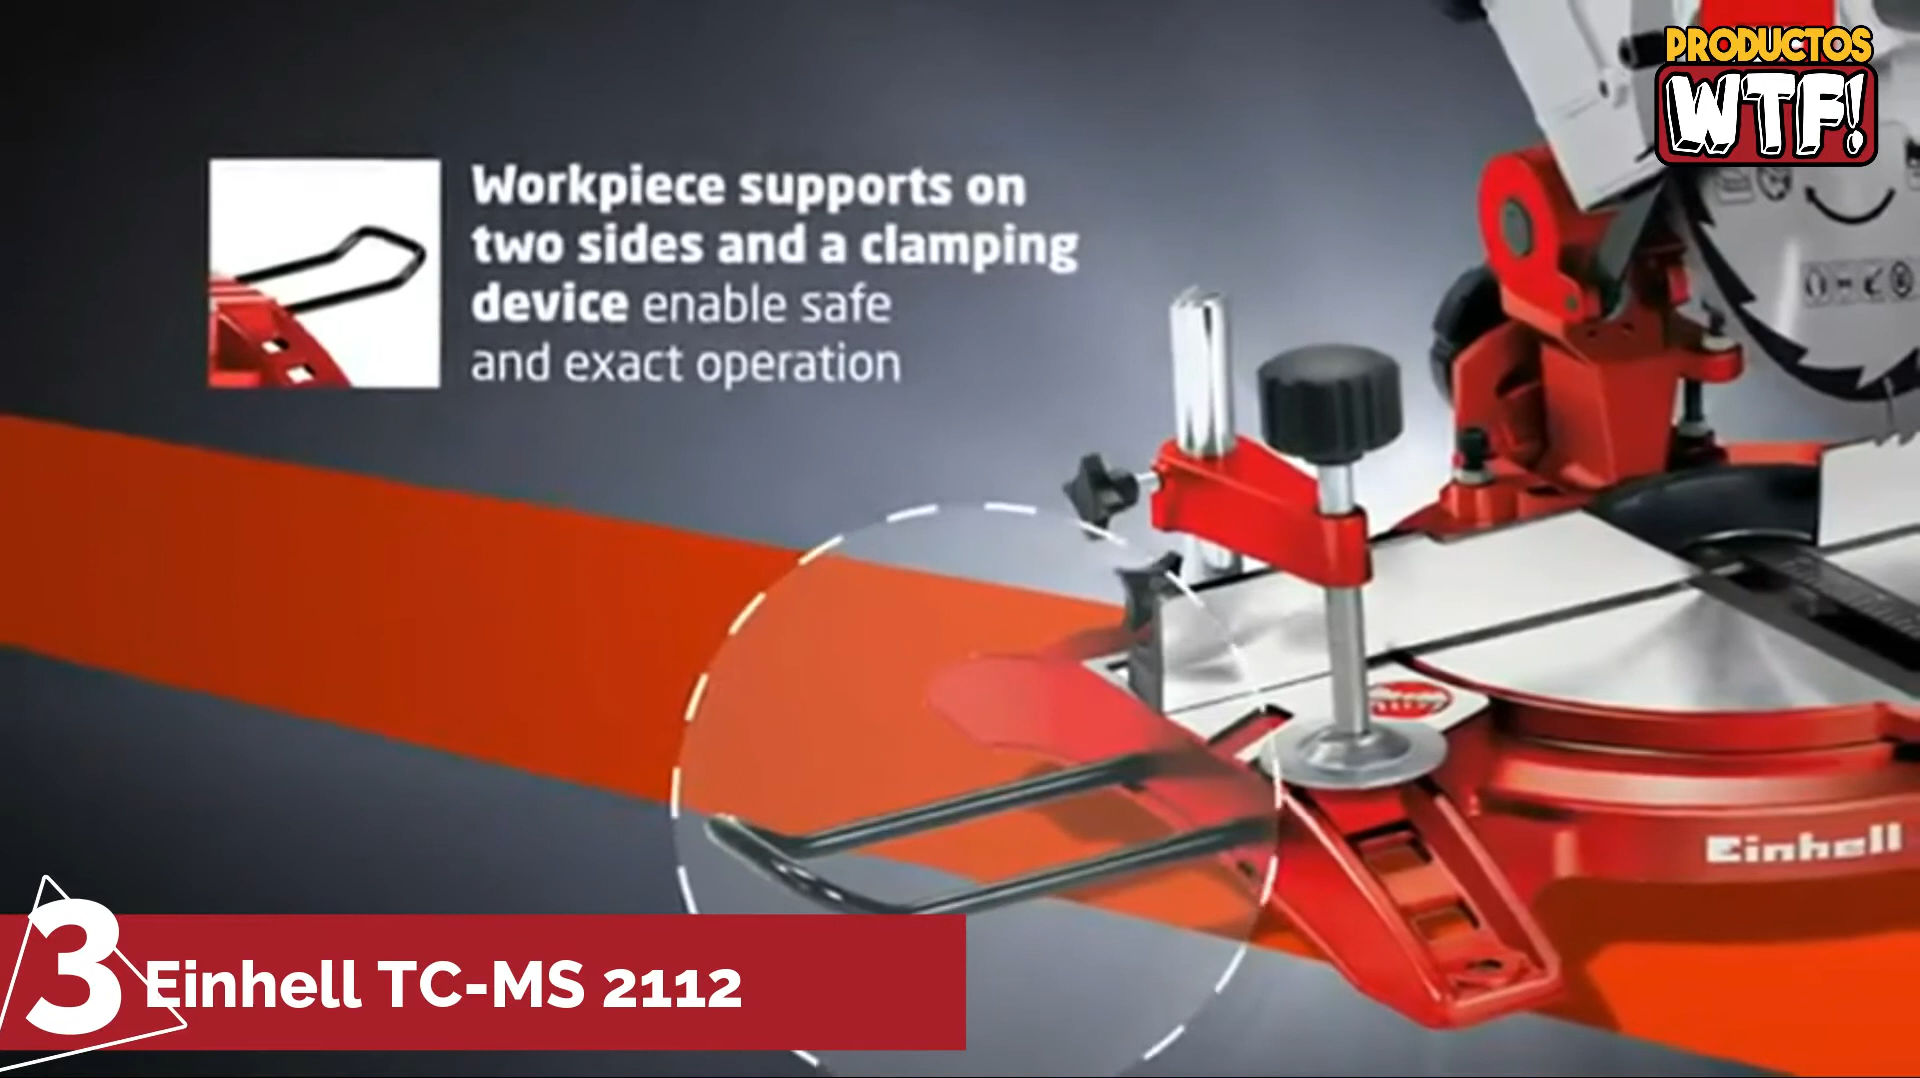 PRODUCTOS
WTF!
Workpiece supports on
two sides and a clamping
device enable safe
and exact operation
Einhell
3
Einhell TC-MS 2112